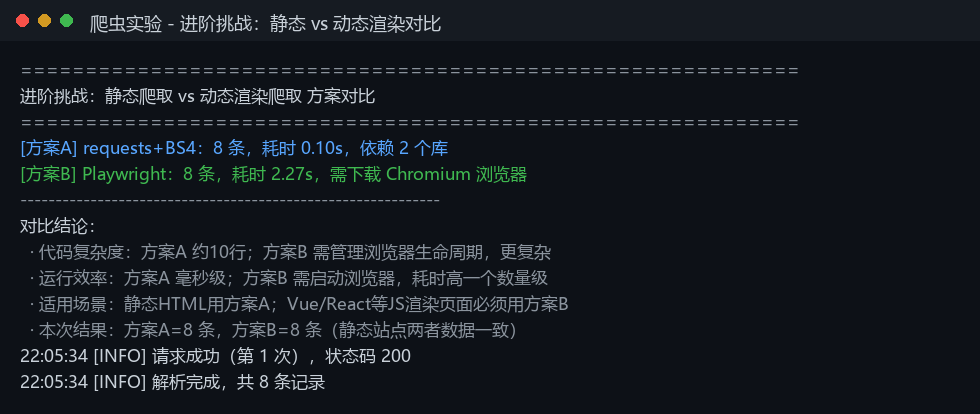 爬虫实验 - 进阶挑战：静态 vs 动态渲染对比
============================================================
进阶挑战：静态爬取 vs 动态渲染爬取 方案对比
============================================================
[方案A] requests+BS4：8 条，耗时 0.10s，依赖 2 个库
[方案B] Playwright：8 条，耗时 2.27s，需下载 Chromium 浏览器
------------------------------------------------------------
对比结论：
· 代码复杂度：方案A 约10行；方案B 需管理浏览器生命周期，更复杂
· 运行效率：方案A 毫秒级；方案B 需启动浏览器，耗时高一个数量级
· 适用场景：静态HTML用方案A；Vue/React等JS渲染页面必须用方案B
· 本次结果：方案A=8 条，方案B=8 条（静态站点两者数据一致）
22:05:34 [INFO] 请求成功（第 1 次），状态码 200
22:05:34 [INFO] 解析完成，共 8 条记录